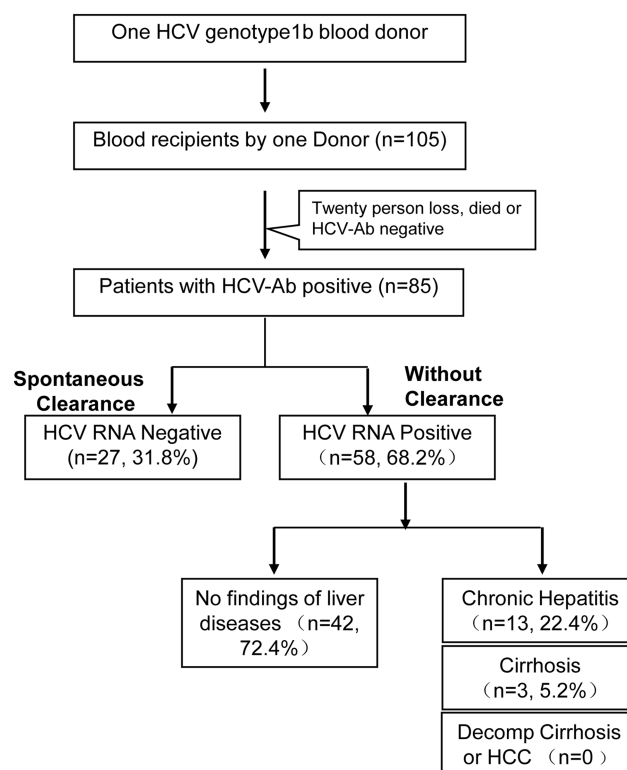 One HCV genotype1b blood donor
Blood recipients by one Donor (n=105)
Twenty person loss, died or
HCV-Ab negative
Patients with HCV-Ab positive (n=85)
Spontaneous
Clearance
Without
Clearance
HCV RNA Negative
(n=27, 31.8%)
HCV RNA Positive
（n=58, 68.2%）
No findings of liver
diseases （n=42,
72.4%）
Chronic Hepatitis
（n=13, 22.4%）
Cirrhosis
（n=3, 5.2%）
Decomp Cirrhosis
or HCC （n=0 ）